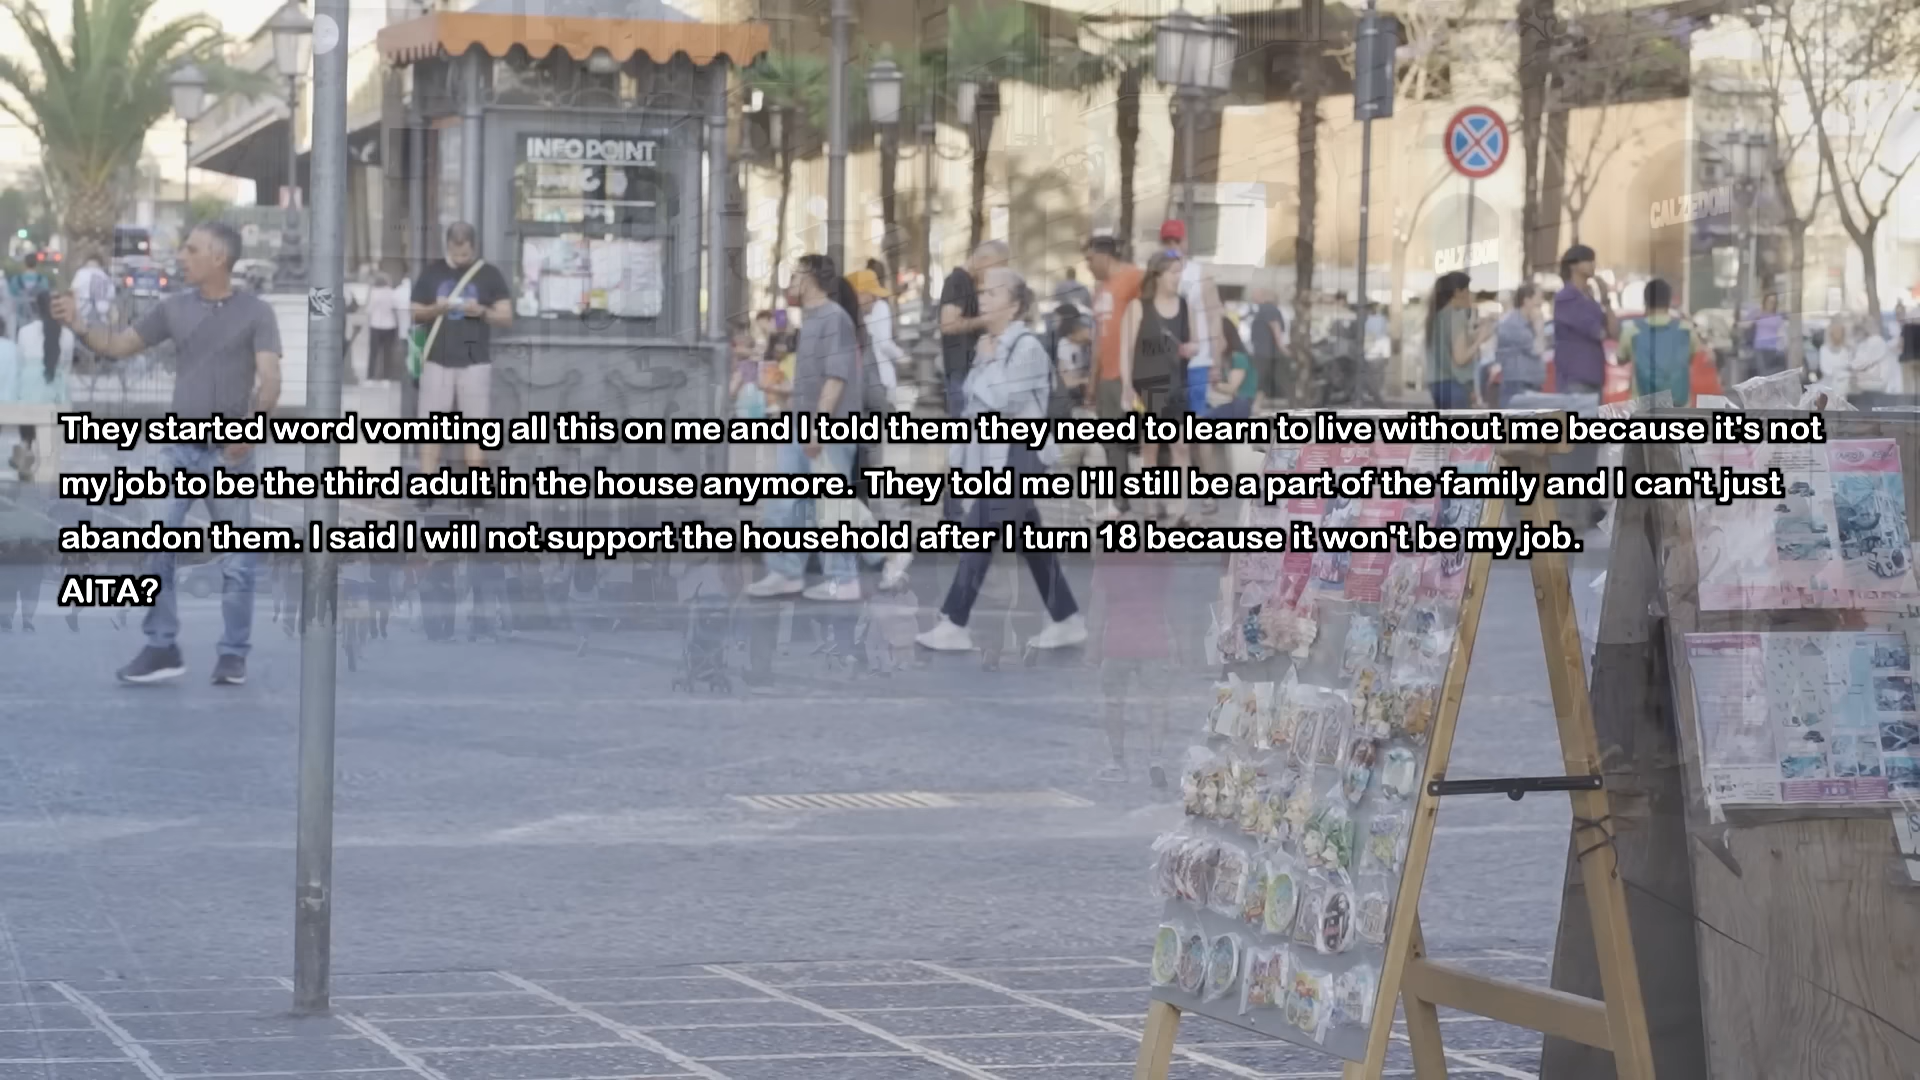 INFOPOINT
CALZEDON
CALZEDON
They started word vomiting all this on me and I told them they need to learn to live without me because it's not
my job to be the third adult in the house anymore. They told me I'll still be a part of the family and I can't just
abandon them. I said I will not support the household after I turn 18 because it won't be my job.
AITA?